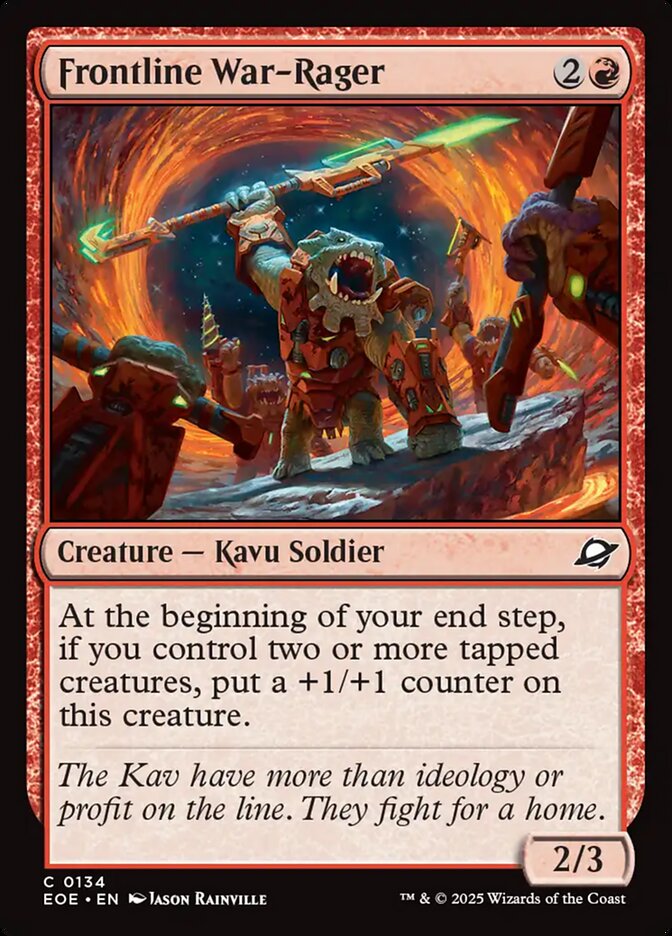 Frontline War-Rager 2
Creature — Kavu Soldier
At the beginning of your end step,
if you control two or more tapped
creatures, put a +1/+1 counter on
this creature.
The Kav have more than ideology or
profit on the line. They fight for a home.
2/3
C 0134
EOE • EN Jason Rainville ™ & © 2025 Wizards of the Coast